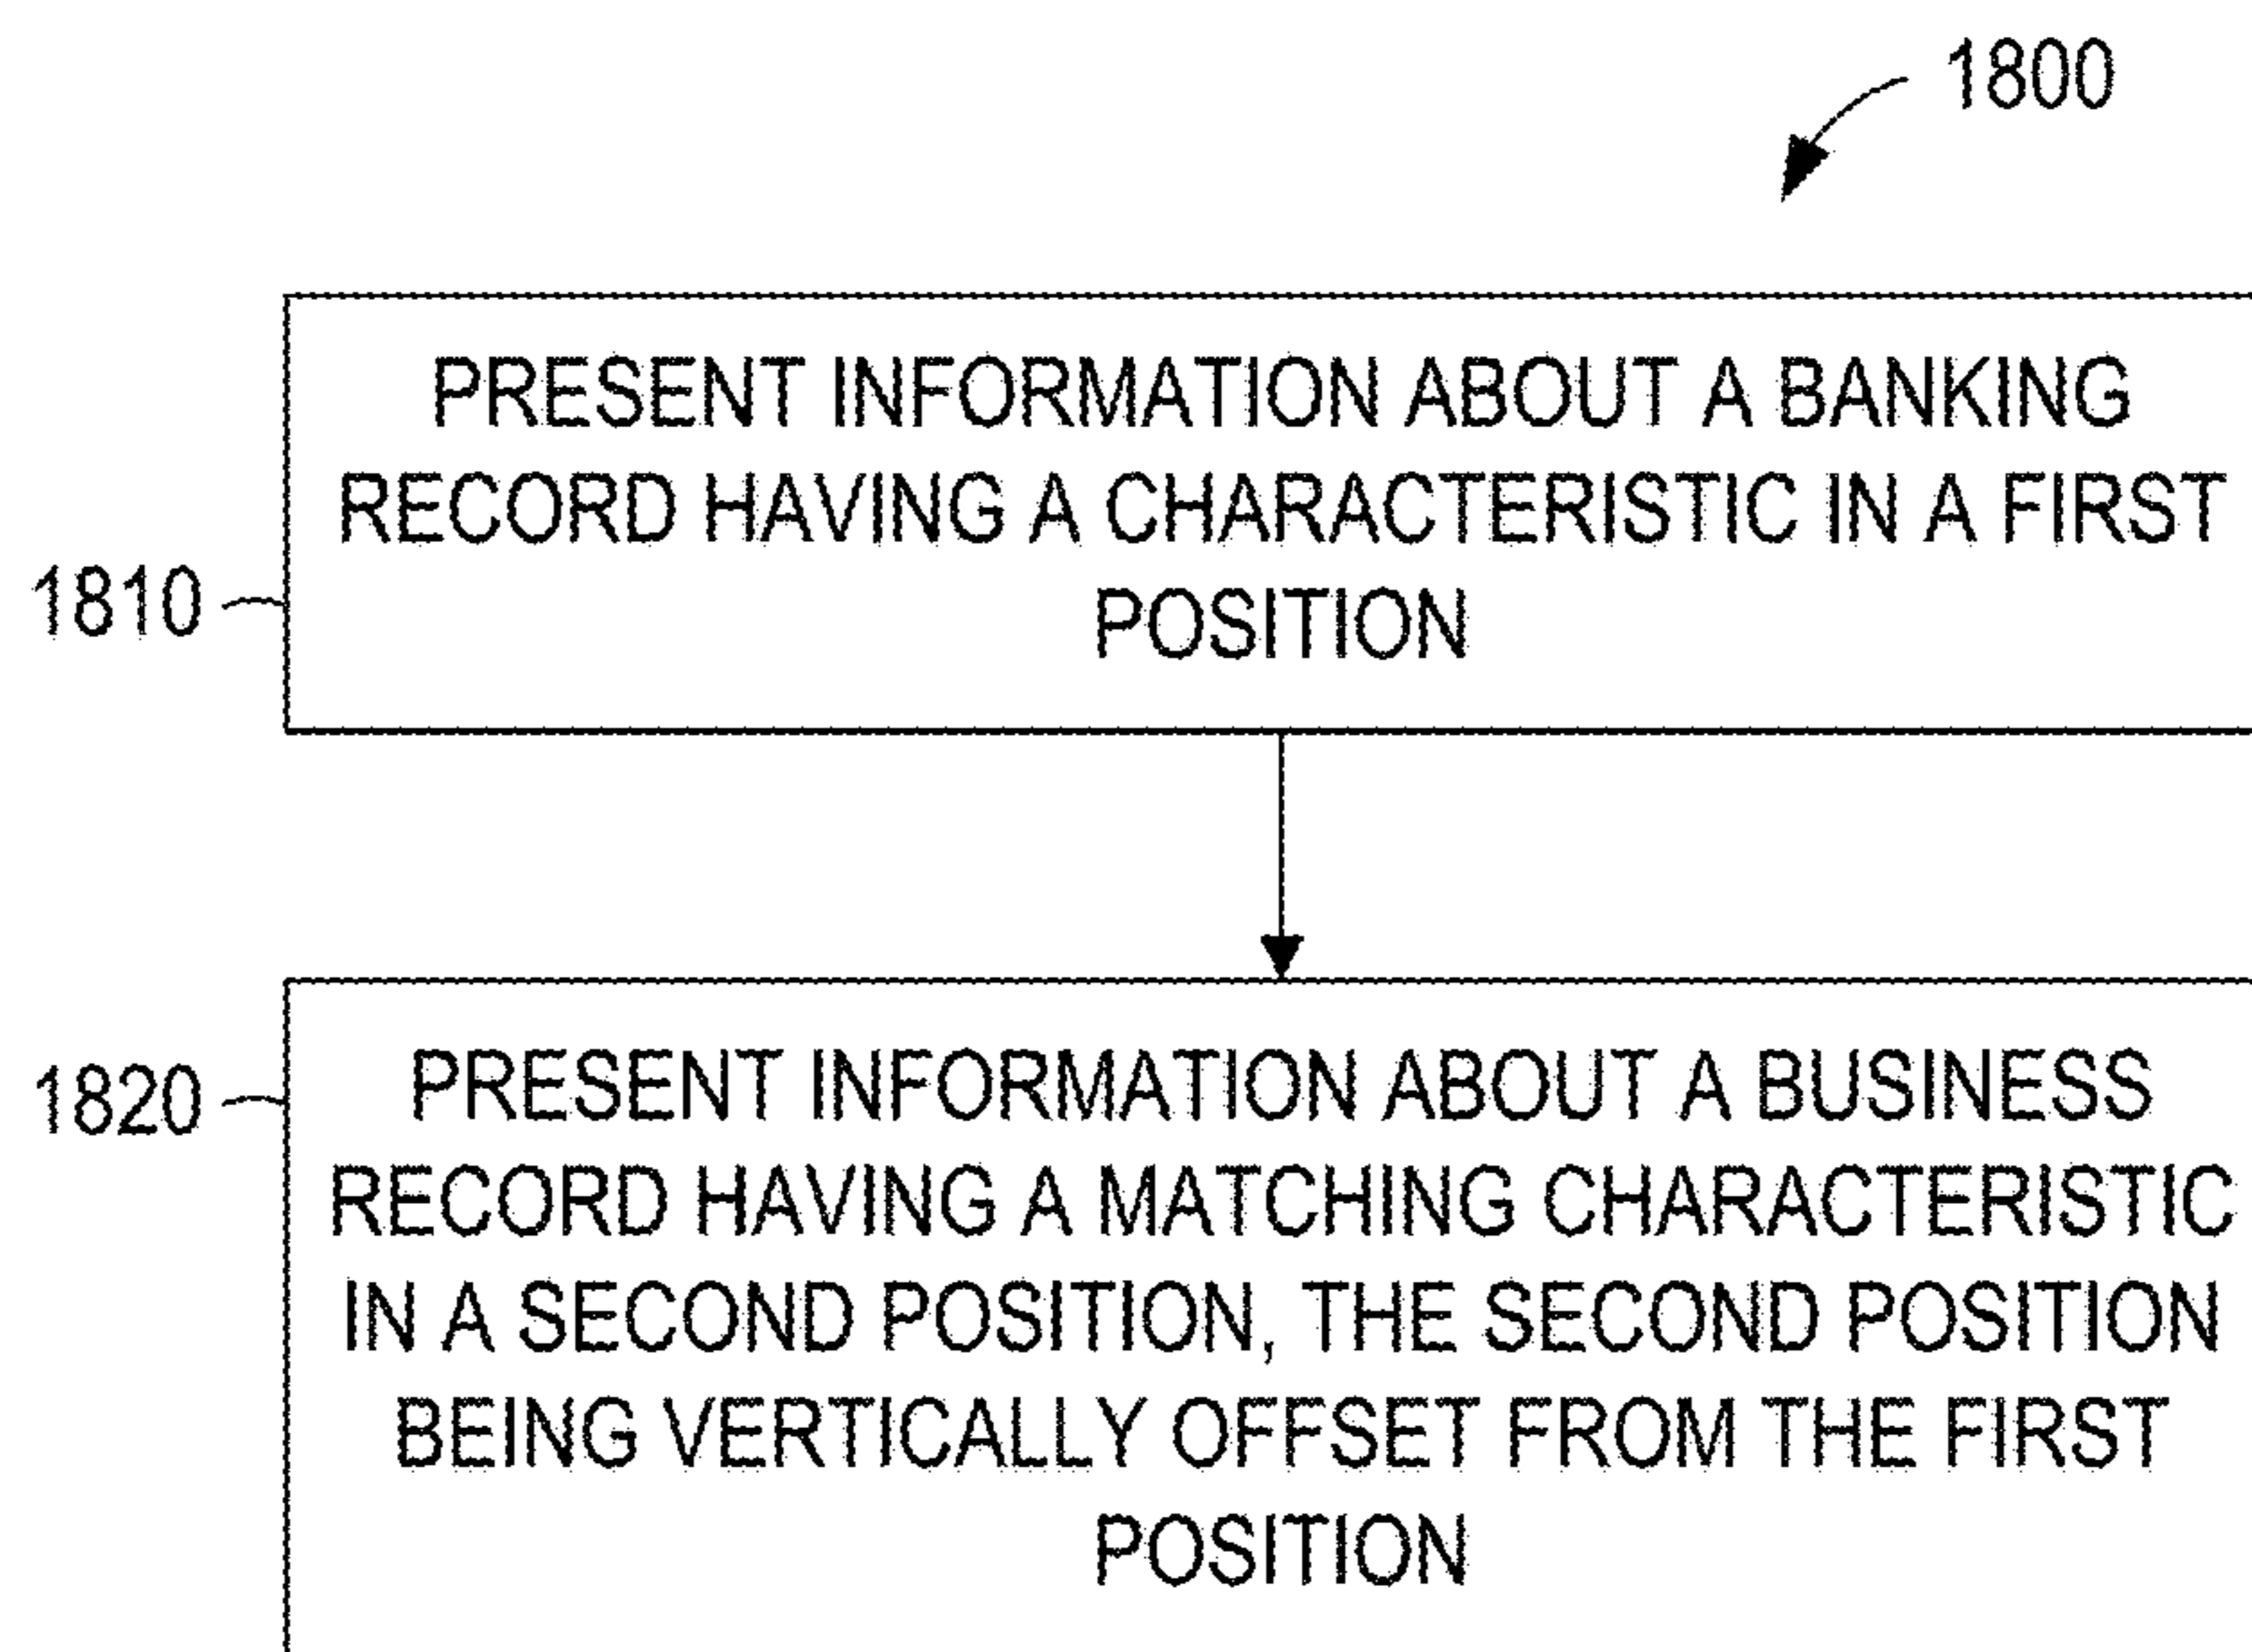 1800
PRESENT INFORMATION ABOUT A BANKING
RECORD HAVING A CHARACTERISTIC IN A FIRST
1810
POSITION
1820
PRESENT INFORMATION ABOUT A BUSINESS
RECORD HAVING A MATCHING CHARACTERISTIC
IN A SECOND POSITION, THE SECOND POSITION
BEING VERTICALLY OFFSET FROM THE FIRST
POSITION